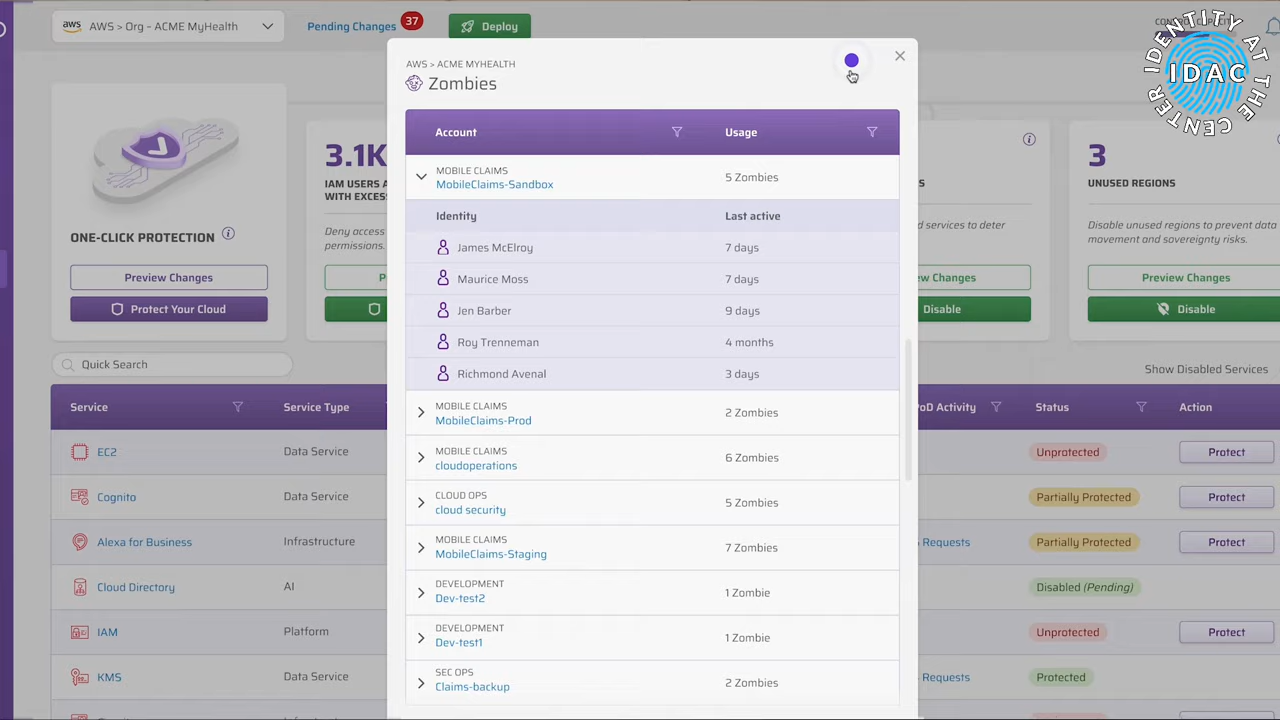 aws AWS > Org - ACME MyHealth
Pending Changes 37
Deploy
IDENTITY AT THE CENTER
IDAC
AWS > ACME MYHEALTH
Zombies
Account Usage
MOBILE CLAIMS
MobileClaims-Sandbox
5 Zombies
Identity Last active
James McElroy 7 days
Maurice Moss 7 days
Jen Barber 9 days
Roy Trenneman 4 months
Richmond Avenal 3 days
MOBILE CLAIMS
MobileClaims-Prod
2 Zombies
MOBILE CLAIMS
cloudoperations
6 Zombies
CLOUD OPS
cloud security
5 Zombies
MOBILE CLAIMS
MobileClaims-Staging
7 Zombies
DEVELOPMENT
Dev-test2
1 Zombie
DEVELOPMENT
Dev-test1
1 Zombie
SEC OPS
Claims-backup
2 Zombies
ONE-CLICK PROTECTION
Preview Changes
Protect Your Cloud
3.1K
IAM USERS A
WITH EXCES
Deny access
permissions.
P
S
d services to deter
ew Changes
Disable
3
UNUSED REGIONS
Disable unused regions to prevent data
movement and sovereignty risks.
Preview Changes
Disable
Quick Search
Show Disabled Services
Service Service Type oD Activity Status Action
EC2 Data Service Unprotected Protect
Cognito Data Service Partially Protected Protect
Alexa for Business Infrastructure Requests Partially Protected Protect
Cloud Directory AI Disabled (Pending)
IAM Platform Unprotected Protect
KMS Data Service Requests Protected